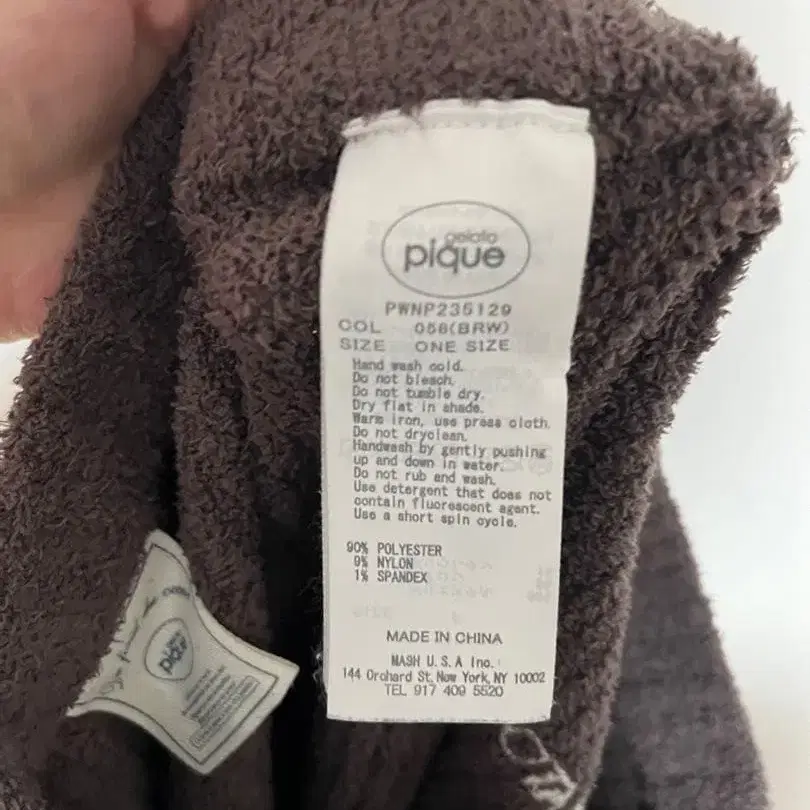 gelato
pique
PWNP235129
COL 058(BRW)
SIZE ONE SIZE
Hand wash cold.
Do not bleach.
Do not tumble dry.
Dry flat in shade.
Warm iron, use press cloth.
Do not dryclean.
Handwash by gently pushing
up and down in water.
Do not rub and wash.
Use detergent that does not
contain fluorescent agent.
Use a short spin cycle.
90% POLYESTER
9% NYLON
1% SPANDEX
MADE IN CHINA
MASH U.S.A Inc.
144 Orchard St. New York, NY 10002
TEL 917 409 5520
pique